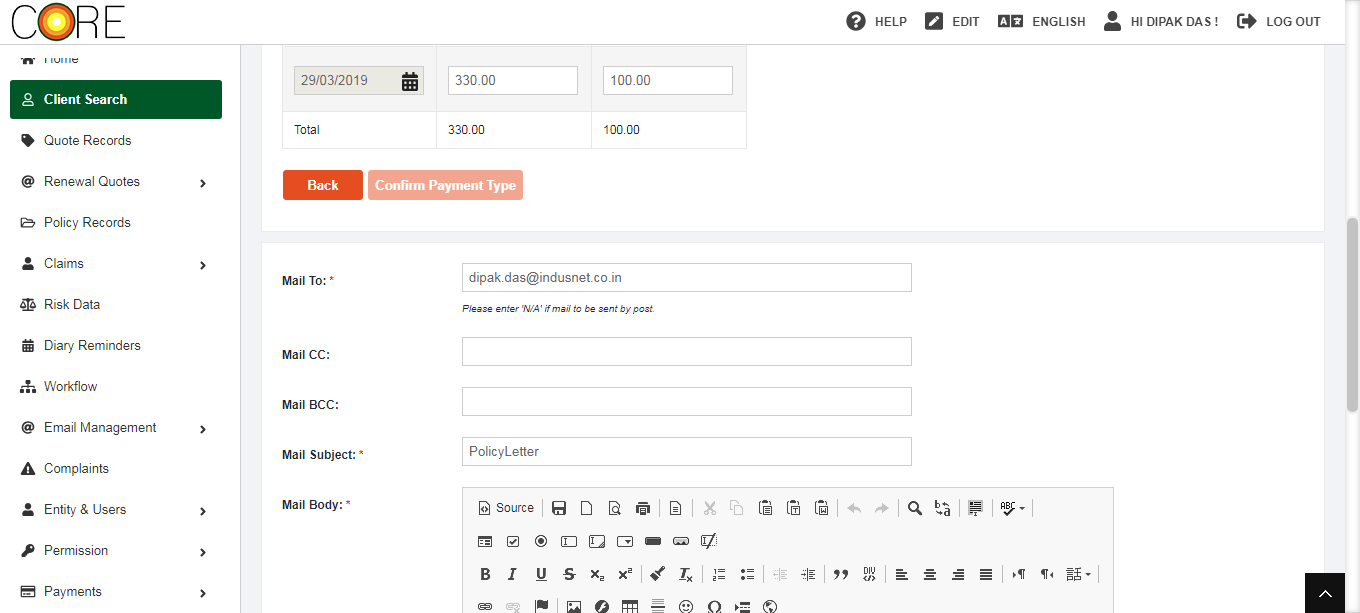 CORE
HELP EDIT ENGLISH HI DIPAK DAS ! LOG OUT
Home
Client Search
Quote Records
Renewal Quotes
Policy Records
Claims
Risk Data
Diary Reminders
Workflow
Email Management
Complaints
Entity & Users
Permission
Payments
29/03/2019 330.00 100.00
Total 330.00 100.00
Back Confirm Payment Type
Mail To: * dipak.das@indusnet.co.in
Please enter 'N/A' if mail to be sent by post.
Mail CC:
Mail BCC:
Mail Subject: * PolicyLetter
Mail Body: *
Source